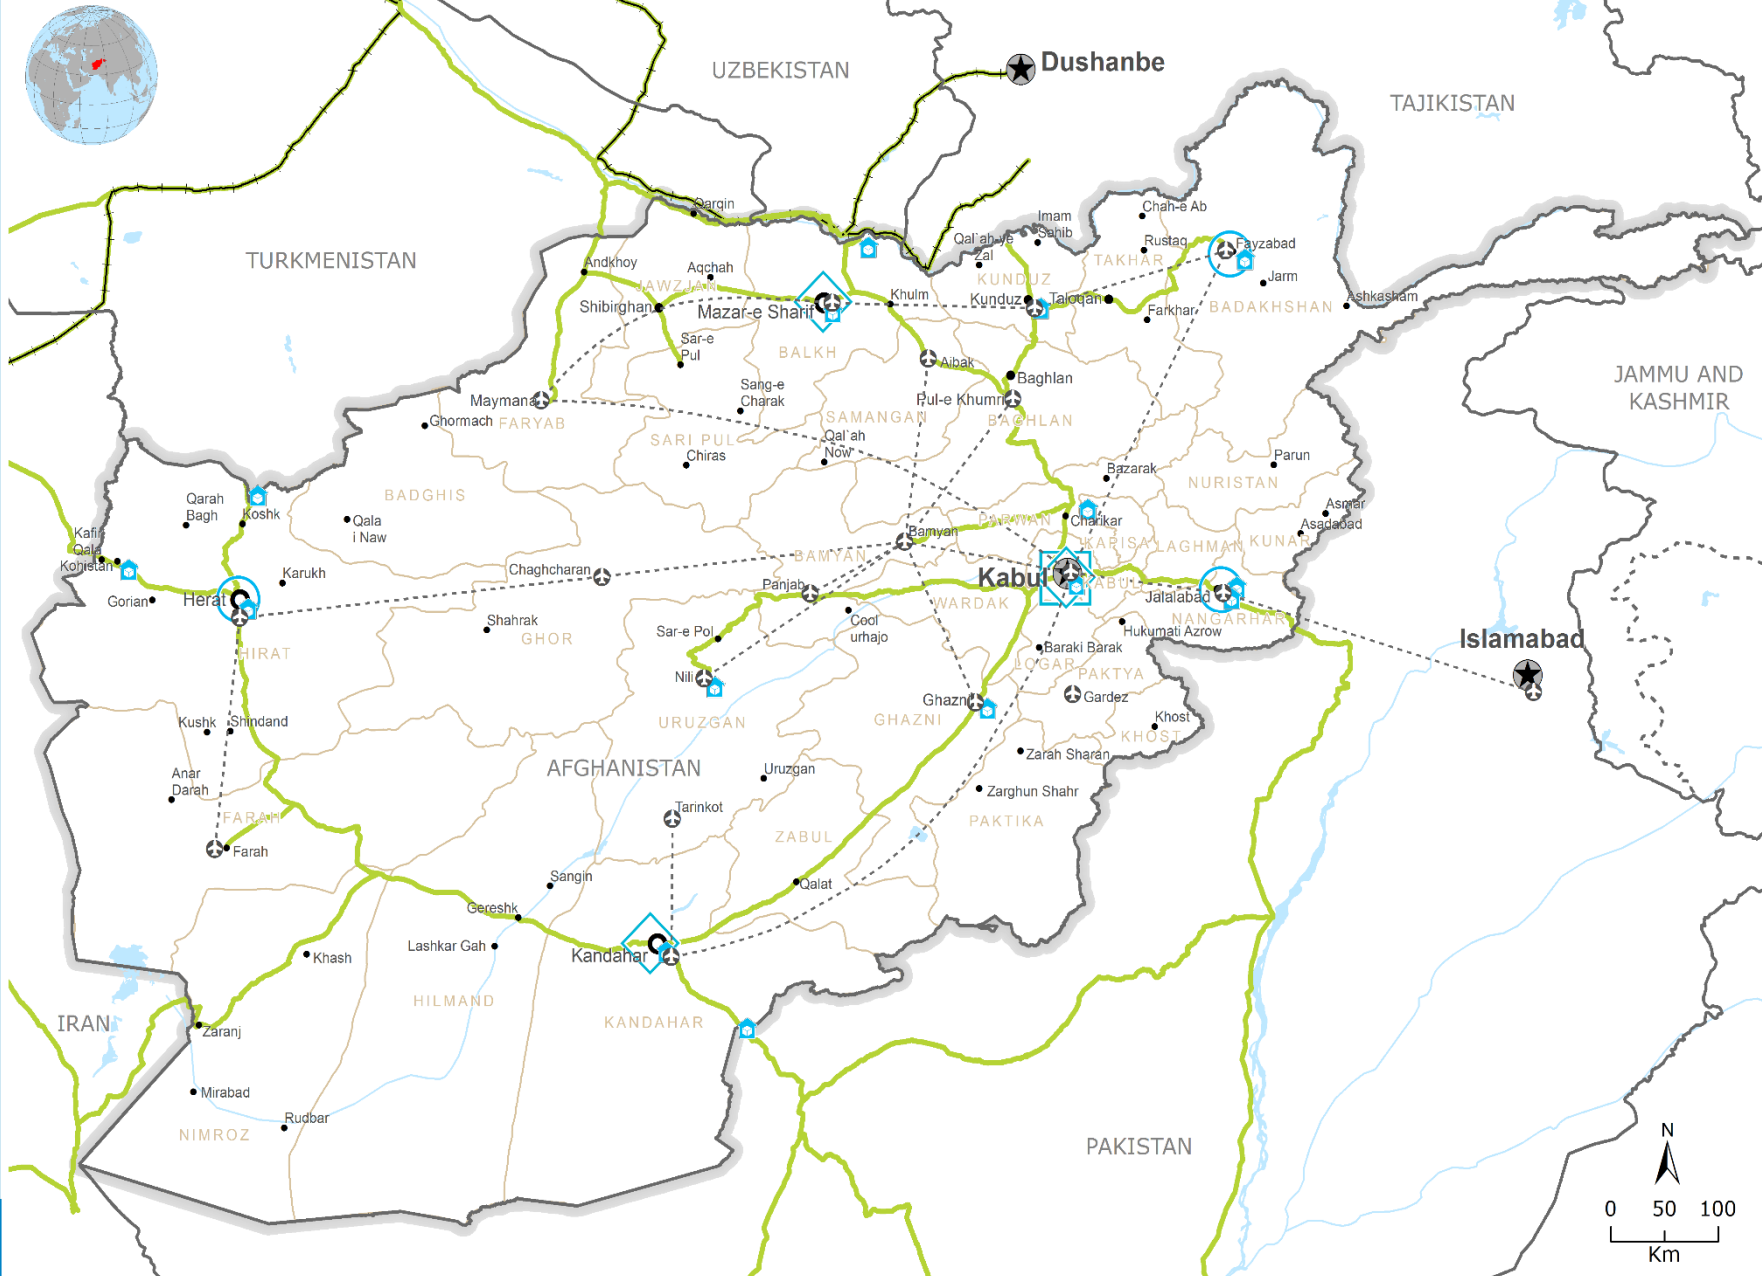 Dushanbe
UZBEKISTAN
TAJIKISTAN
TURKMENISTAN
Qarqin
Chah-e Ab
Imam
Sahib
Rustaq
Fayzabad
Qal`ah-ye
Zal
TAKHAR
KUNDUZ
Andkhoy
Aqchah
JAWZJAN
Jarm
Khulm
Kunduz
Taloqan
BADAKHSHAN
Ashkasham
Shibirghan
Mazar-e Sharif
Farkhar
Sar-e
Pul
BALKH
Aibak
Baghlan
JAMMU AND
KASHMIR
Sang-e
Charak
Maymana
Pul-e Khumri
Ghormach
FARYAB
SAMANGAN
BAGHLAN
SARI PUL
Qal`ah
Now
Chiras
Parun
Bazarak
NURISTAN
BADGHIS
Qarah
Bagh
Koshk
Qala
i Naw
Asmar
Asadabad
PARWAN
Charikar
Kafir
Qala
Kohistan
Bamyan
KAPISA
LAGHMAN
KUNAR
BAMYAN
Chaghcharan
Karukh
Panjab
Kabul
KABUL
Gorian
Herat
WARDAK
Jalalabad
NANGARHAR
Cool
urhajo
Shahrak
GHOR
Sar-e Pol
Hukumati Azrow
Islamabad
HIRAT
Baraki Barak
LOGAR
PAKTYA
Nili
Ghazni
Gardez
Kushk
Shindand
URUZGAN
GHAZNI
Khost
KHOST
Zarah Sharan
AFGHANISTAN
Uruzgan
Anar
Darah
Zarghun Shahr
Tarinkot
FARAH
PAKTIKA
ZABUL
Farah
Sangin
Qalat
Gereshk
Lashkar Gah
Kandahar
Khash
HILMAND
KANDAHAR
IRAN
Zaranj
Mirabad
Rudbar
NIMROZ
PAKISTAN
N
0 50 100
Km